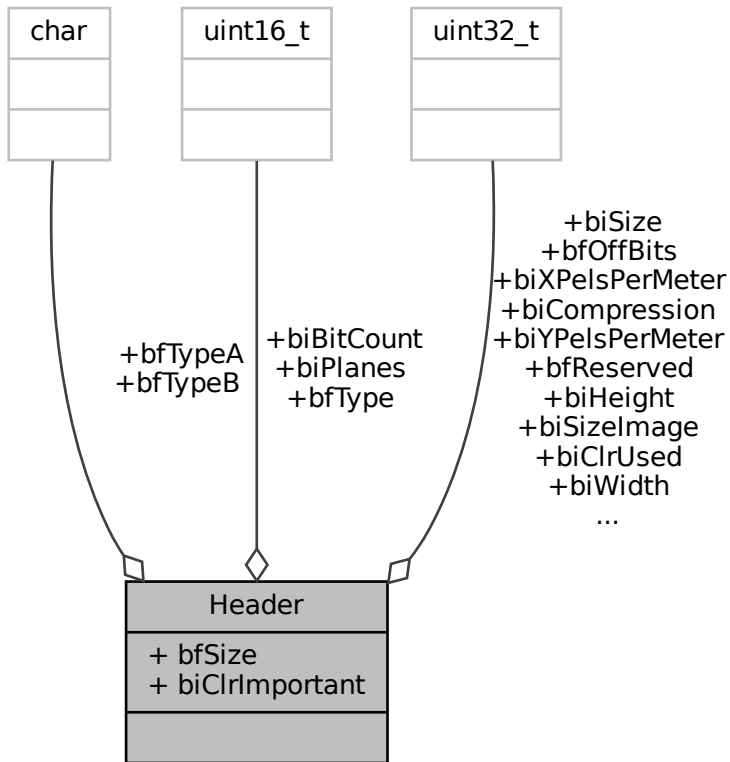 char
uint16_t
uint32_t
+bfTypeA
+bfTypeB
+biBitCount
+biPlanes
+bfType
+biSize
+bfOffBits
+biXPelsPerMeter
+biCompression
+biYPelsPerMeter
+bfReserved
+biHeight
+biSizeImage
+biClrUsed
+biWidth
...
Header
+ bfSize
+ biClrImportant